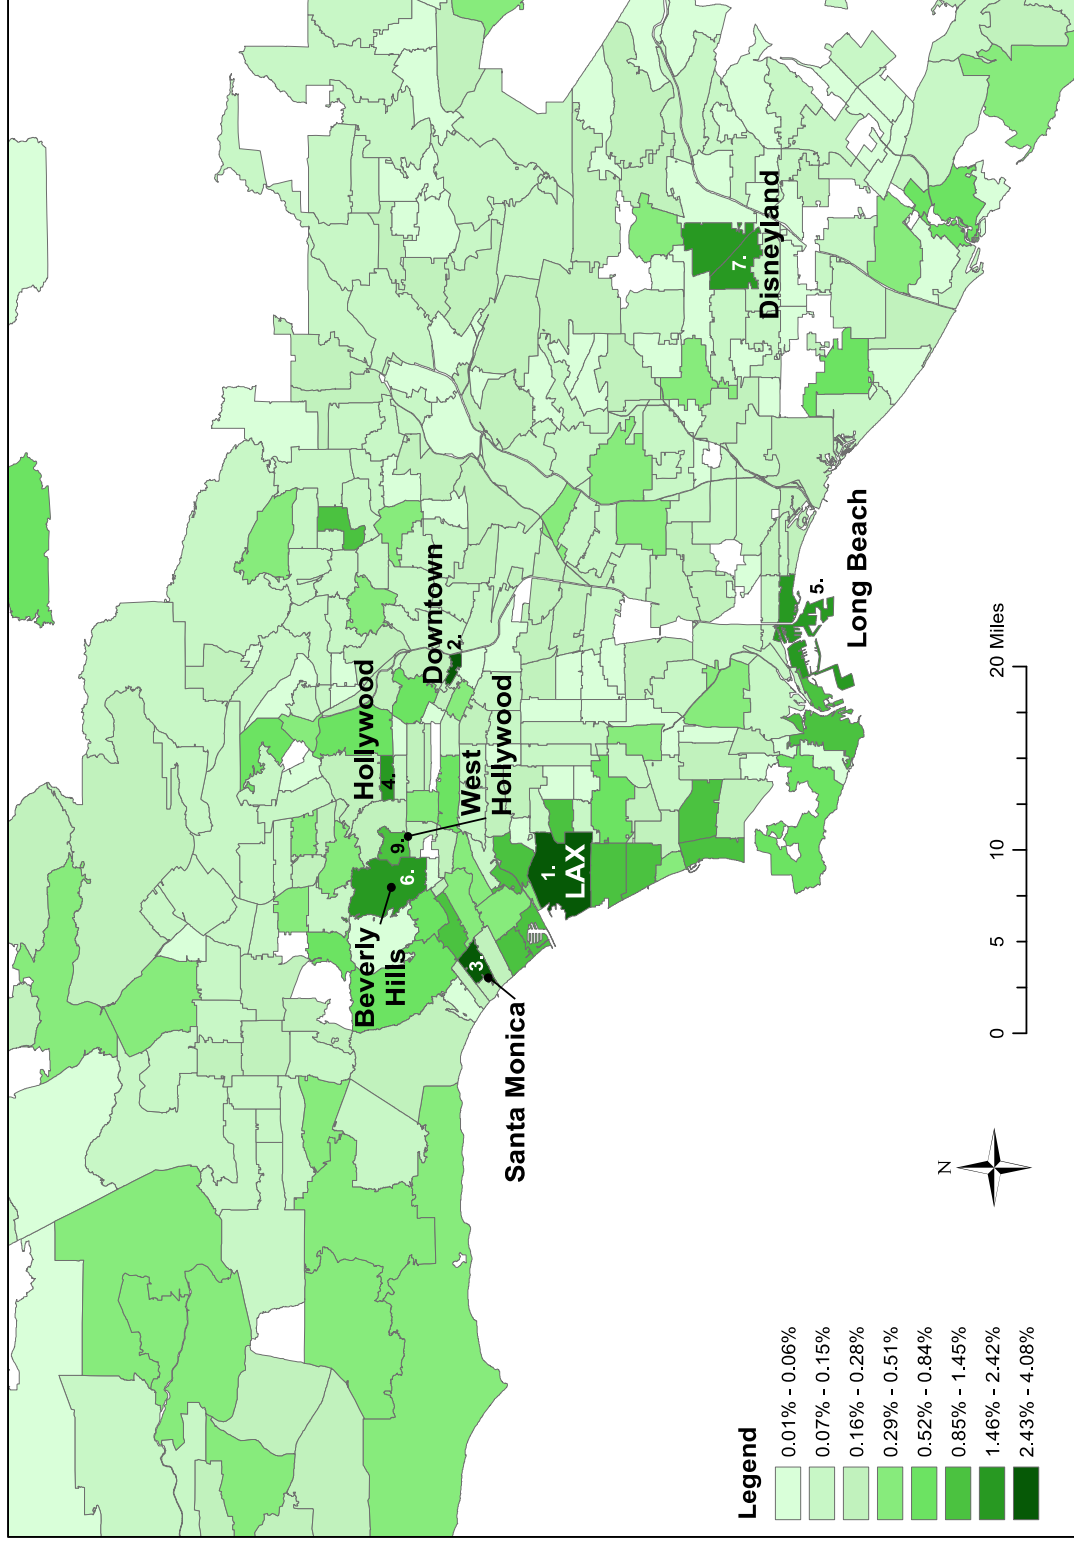 Hollywood
4.
Downtown
2.
West
Hollywood
9.
6.
Beverly
Hills
3.
Santa Monica
1.
LAX
7.
Disneyland
5.
Long Beach
N
0
5
10
20 Miles
Legend
0.01% - 0.06%
0.07% - 0.15%
0.16% - 0.28%
0.29% - 0.51%
0.52% - 0.84%
0.85% - 1.45%
1.46% - 2.42%
2.43% - 4.08%